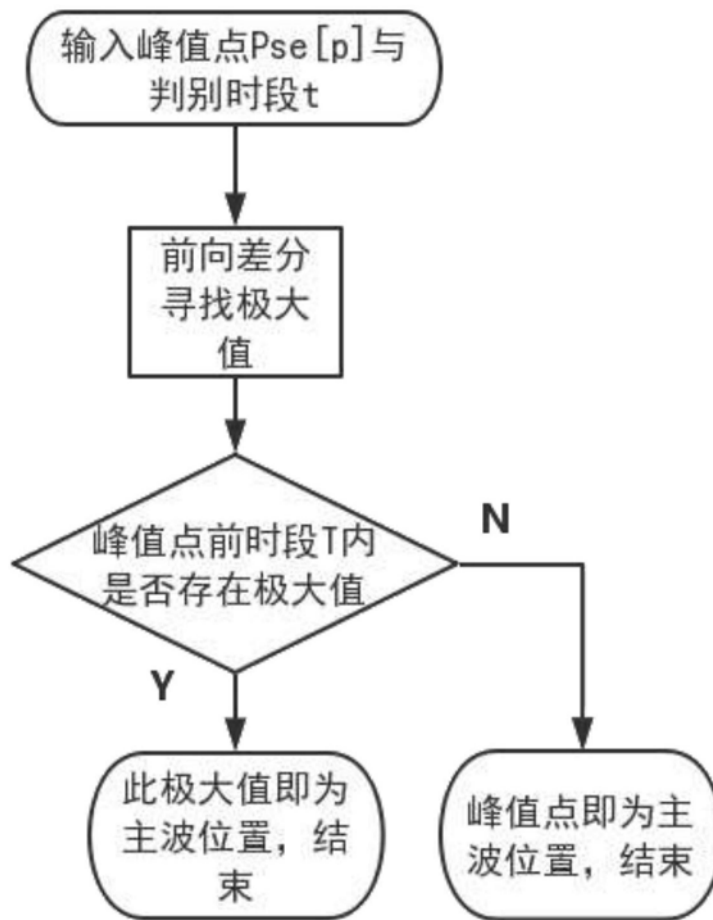 输入峰值点Pse[p]与
判别时段t
前向差分
寻找极大
值
峰值点前时段T内
是否存在极大值
N
Y
此极大值即为
主波位置，结
束
峰值点即为主
波位置，结束